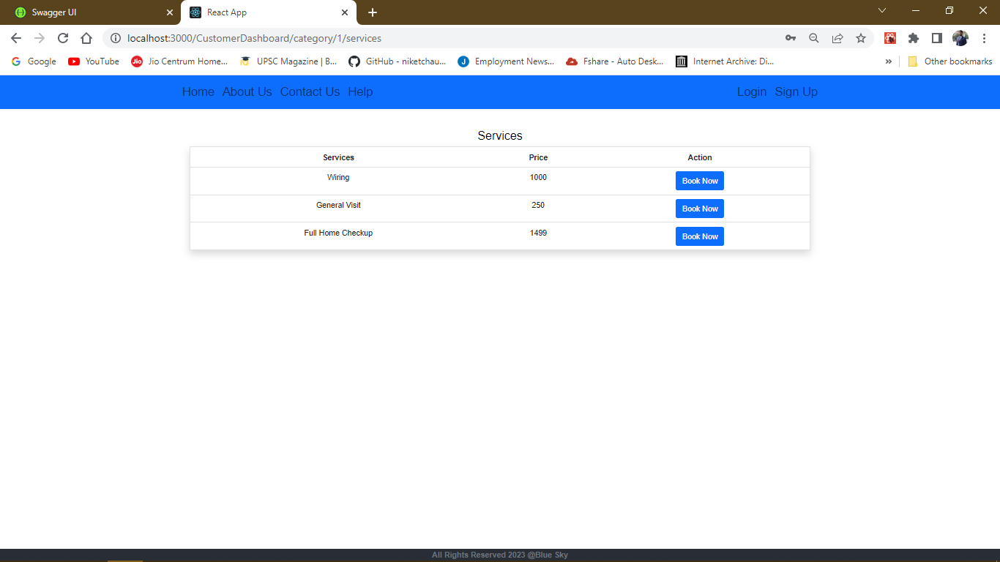 Swagger UI
React App
localhost:3000/CustomerDashboard/category/1/services
Google YouTube Jio Centrum Home... UPSC Magazine | B... GitHub - niketchau... Employment News... Fshare - Auto Desk... Internet Archive: Di... » Other bookmarks
Home About Us Contact Us Help Login Sign Up
Services
Services Price Action
Wiring 1000 Book Now
General Visit 250 Book Now
Full Home Checkup 1499 Book Now
All Rights Reserved 2023 @Blue Sky